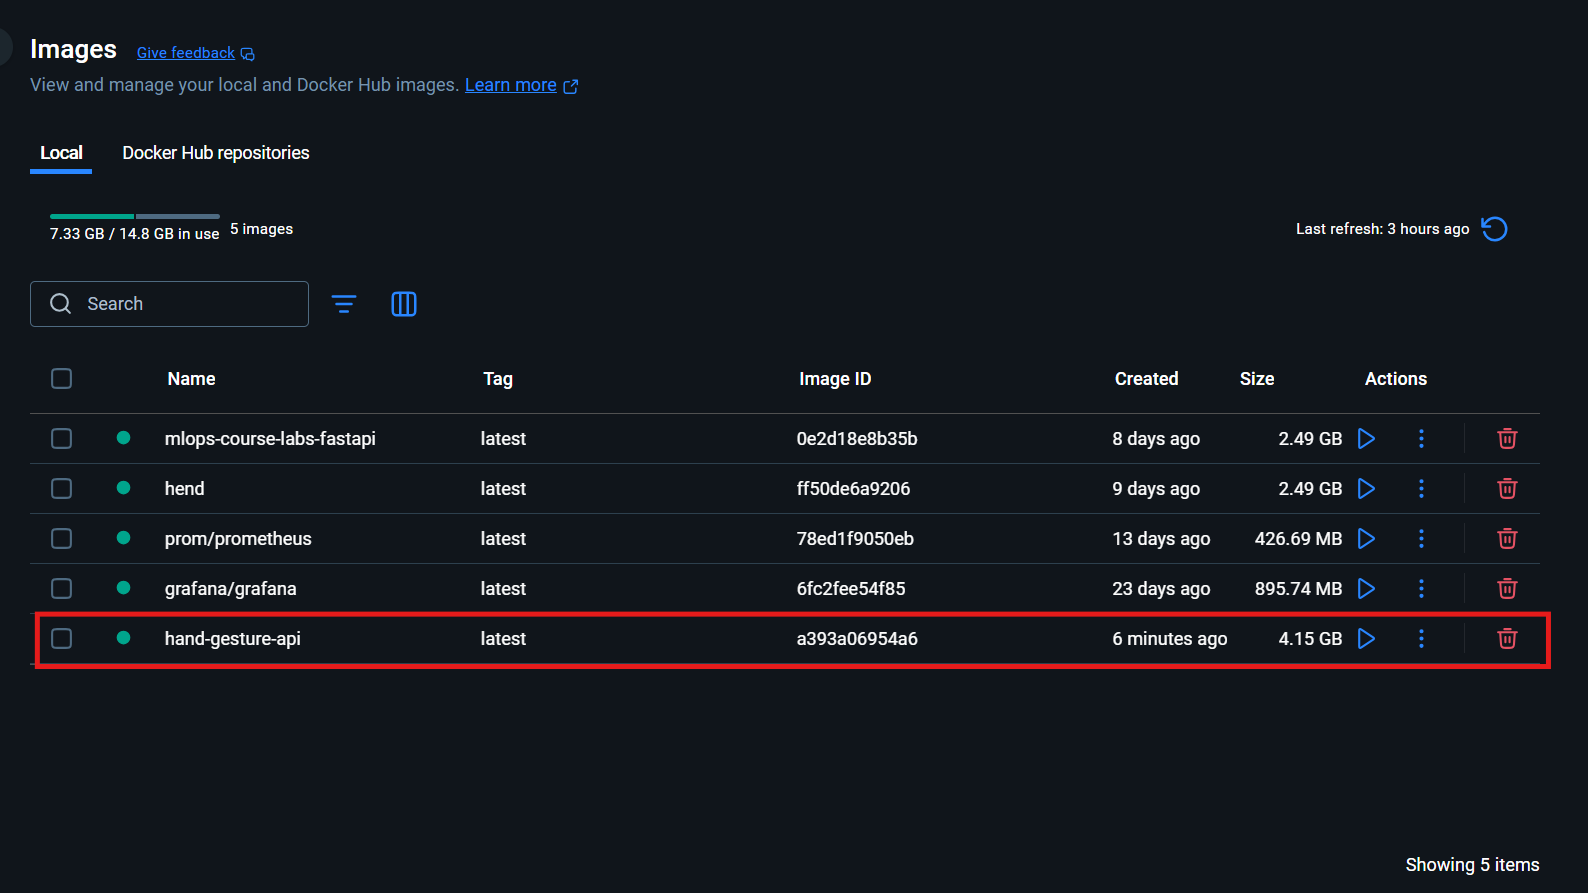 Images Give feedback
View and manage your local and Docker Hub images. Learn more
Local Docker Hub repositories
7.33 GB / 14.8 GB in use 5 images
Last refresh: 3 hours ago
Search
Name Tag Image ID Created Size Actions
mlops-course-labs-fastapi latest 0e2d18e8b35b 8 days ago 2.49 GB
hend latest ff50de6a9206 9 days ago 2.49 GB
prom/prometheus latest 78ed1f9050eb 13 days ago 426.69 MB
grafana/grafana latest 6fc2fee54f85 23 days ago 895.74 MB
hand-gesture-api latest a393a06954a6 6 minutes ago 4.15 GB
Showing 5 items